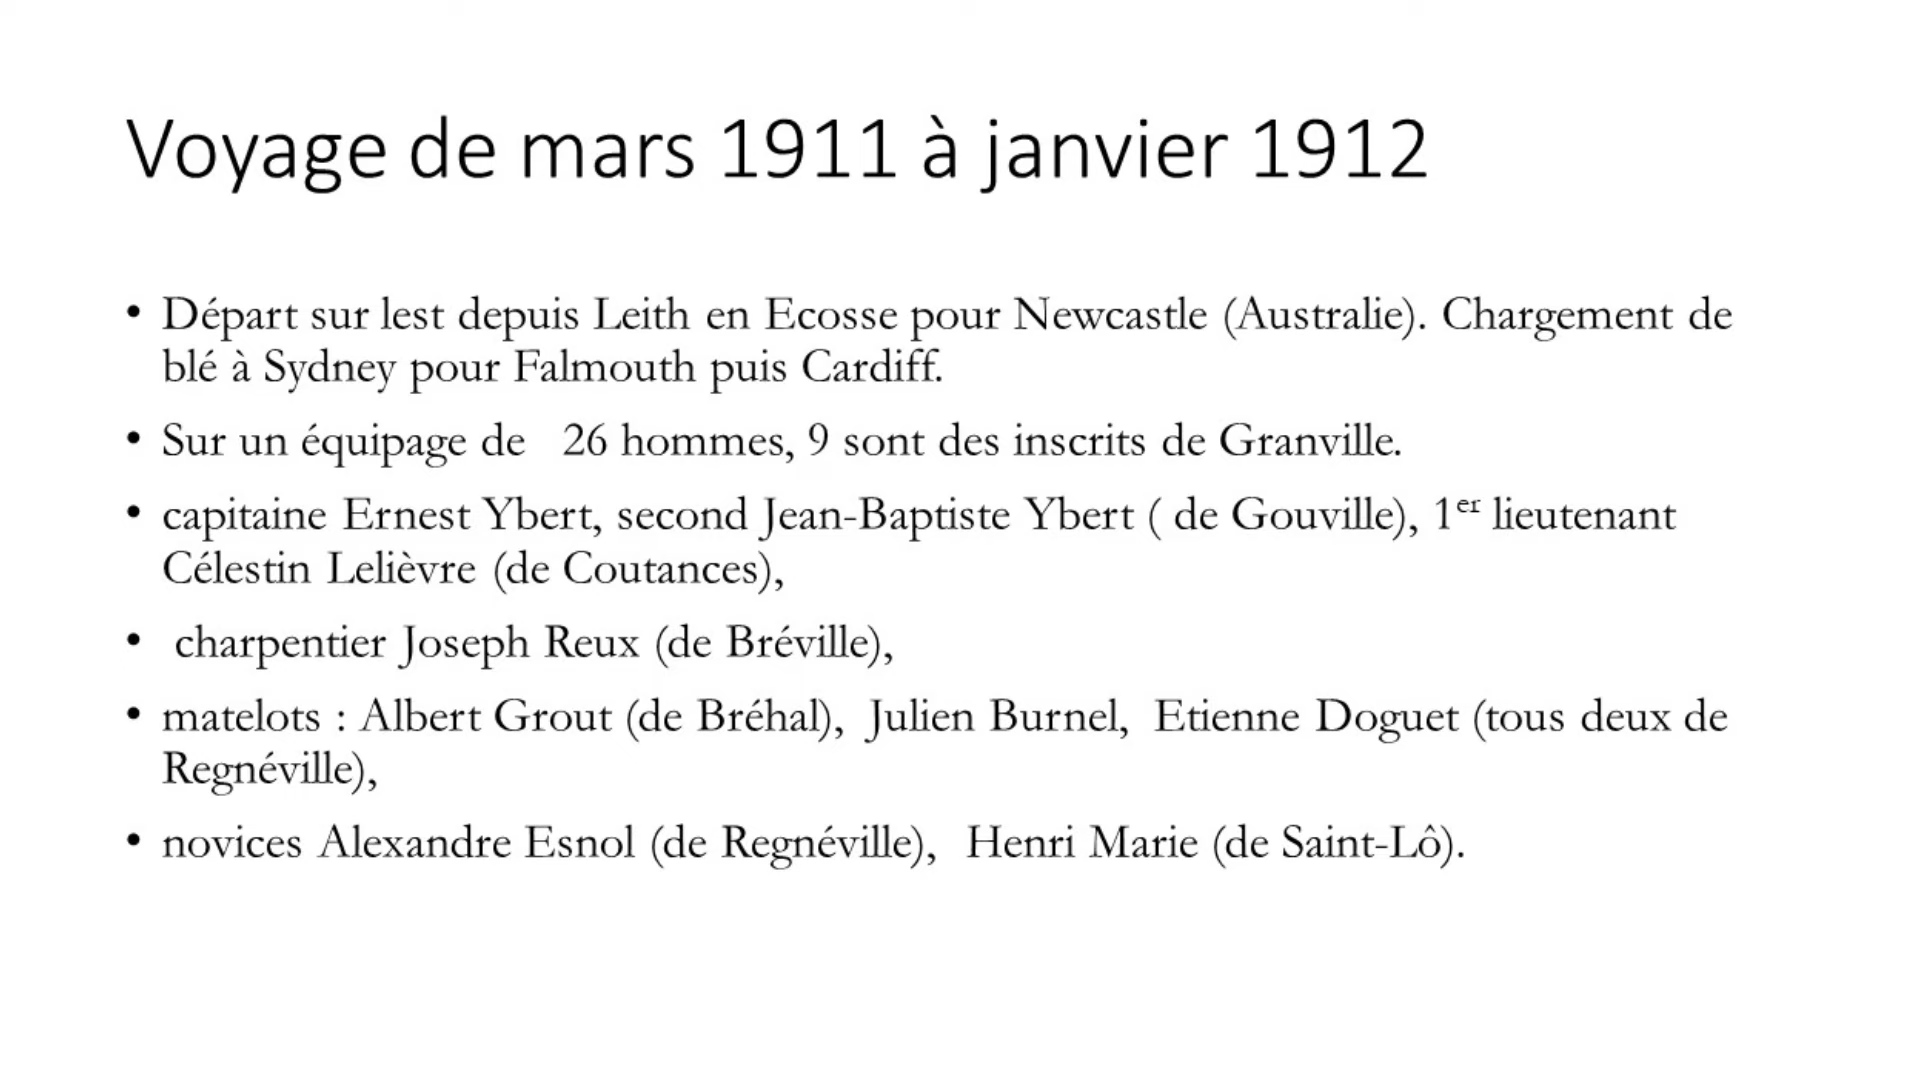 Voyage de mars 1911 à janvier 1912
• Départ sur lest depuis Leith en Ecosse pour Newcastle (Australie). Chargement de
blé à Sydney pour Falmouth puis Cardiff.
• Sur un équipage de   26 hommes, 9 sont des inscrits de Granville.
• capitaine Ernest Ybert, second Jean-Baptiste Ybert ( de Gouville), 1er lieutenant
Célestin Lelièvre (de Coutances),
•  charpentier Joseph Reux (de Bréville),
• matelots : Albert Grout (de Bréhal),  Julien Burnel,  Etienne Doguet (tous deux de
Regnéville),
• novices Alexandre Esnol (de Regnéville),  Henri Marie (de Saint-Lô).